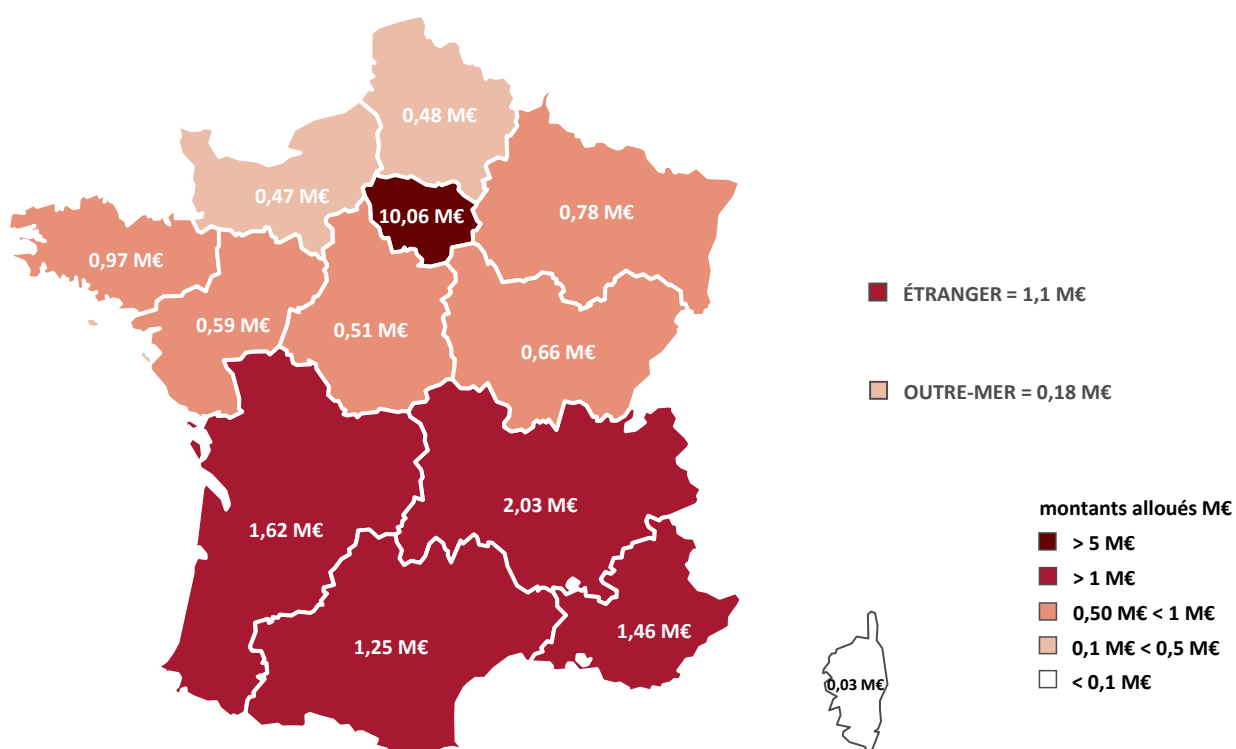 0,48 M€
0,47 M€
10,06 M€
0,78 M€
0,97 M€
0,59 M€
0,51 M€
0,66 M€
ÉTRANGER = 1,1 M€
OUTRE-MER = 0,18 M€
2,03 M€
1,62 M€
1,46 M€
1,25 M€
0,03 M€
montants alloués M€
> 5 M€
> 1 M€
0,50 M€ < 1 M€
0,1 M€ < 0,5 M€
< 0,1 M€